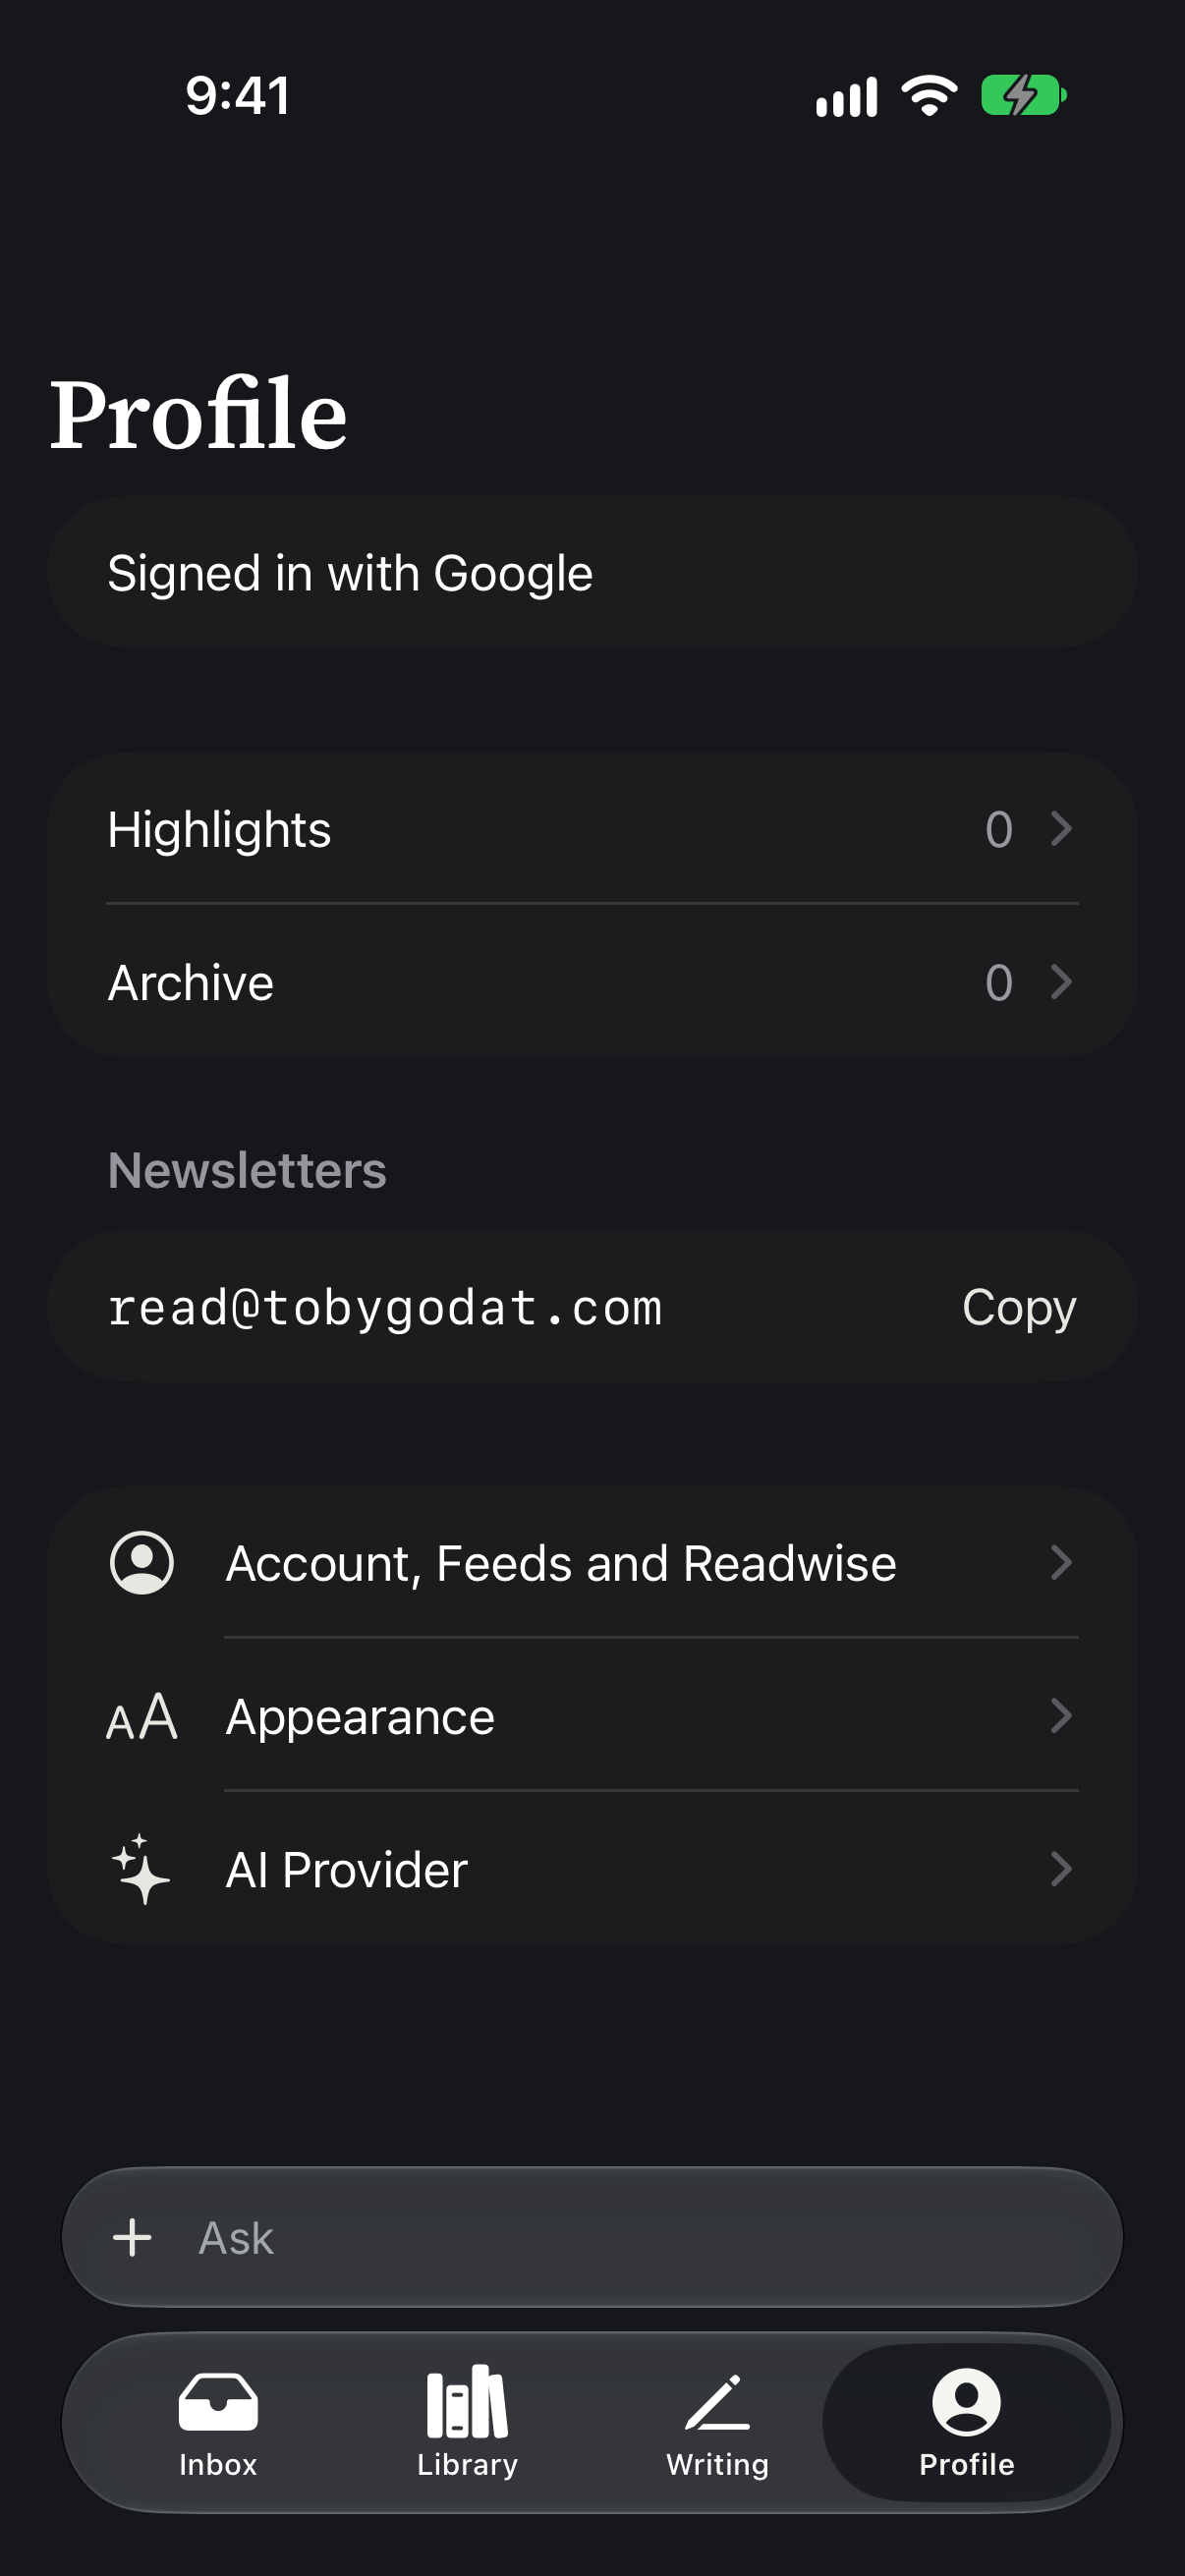 9:41
Profile
Signed in with Google
Highlights 0
Archive 0
Newsletters
read@tobygodat.com Copy
Account, Feeds and Readwise
AA Appearance
AI Provider
+ Ask
Inbox Library Writing Profile